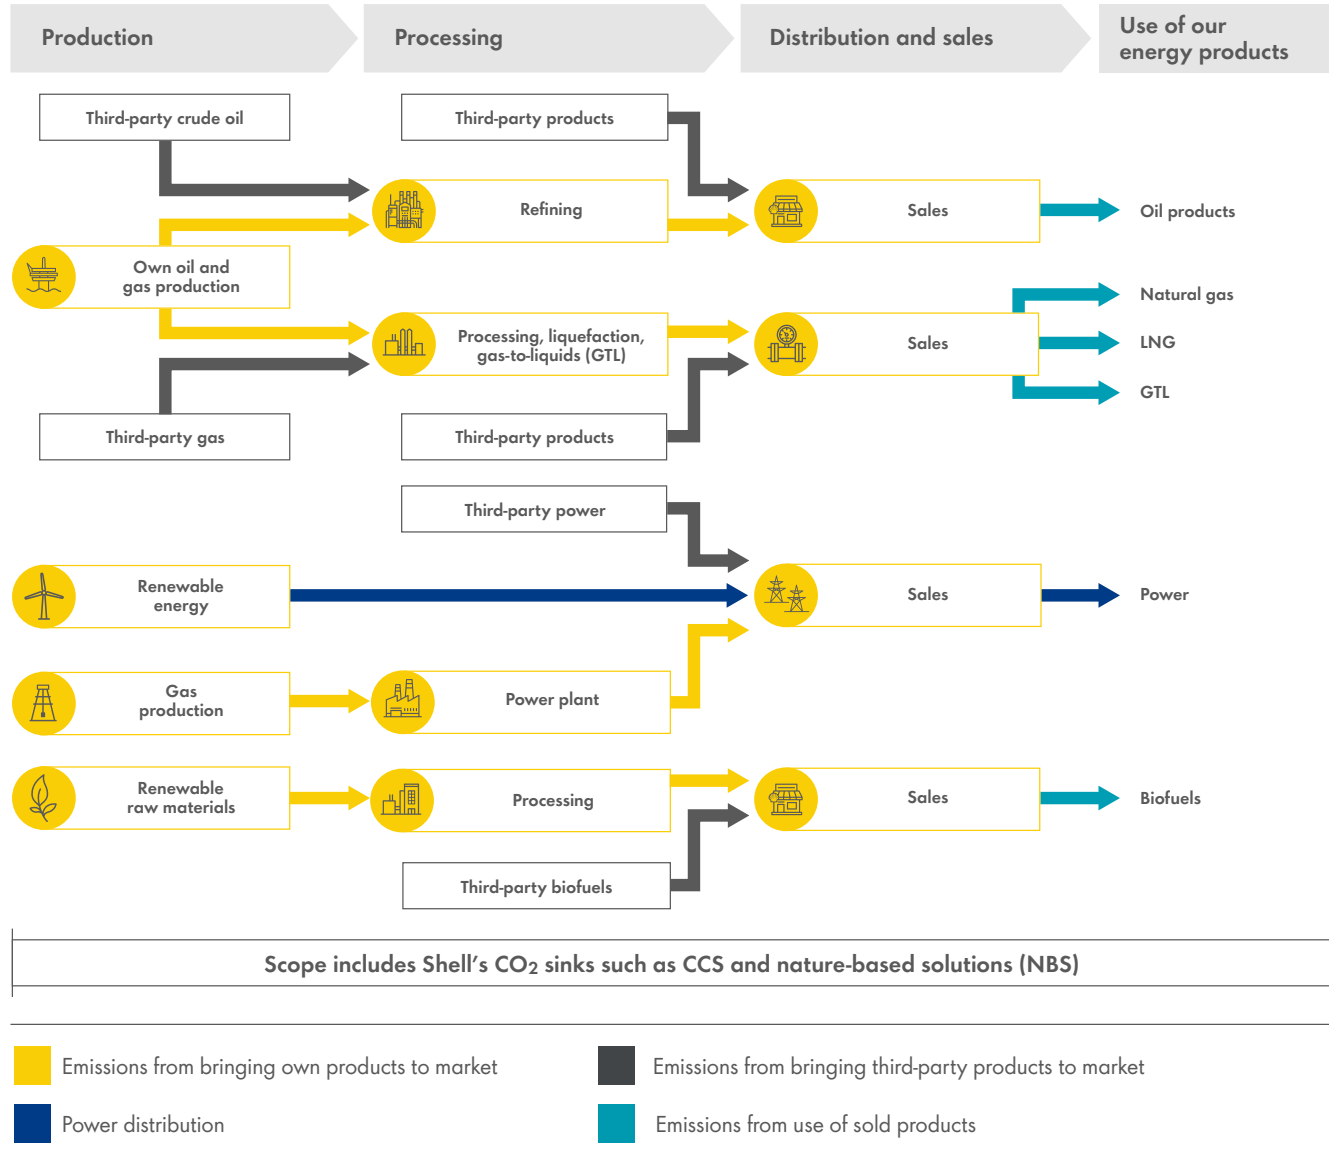 Production
Processing
Distribution and sales
Use of our
energy products
Third-party crude oil
Third-party products
Refining
Sales
Oil products
Own oil and
gas production
Natural gas
Processing, liquefaction,
gas-to-liquids (GTL)
Sales
LNG
GTL
Third-party gas
Third-party products
Third-party power
Renewable
energy
Sales
Power
Gas
production
Power plant
Renewable
raw materials
Processing
Sales
Biofuels
Third-party biofuels
Scope includes Shell's CO2 sinks such as CCS and nature-based solutions (NBS)
Emissions from bringing own products to market
Emissions from bringing third-party products to market
Power distribution
Emissions from use of sold products